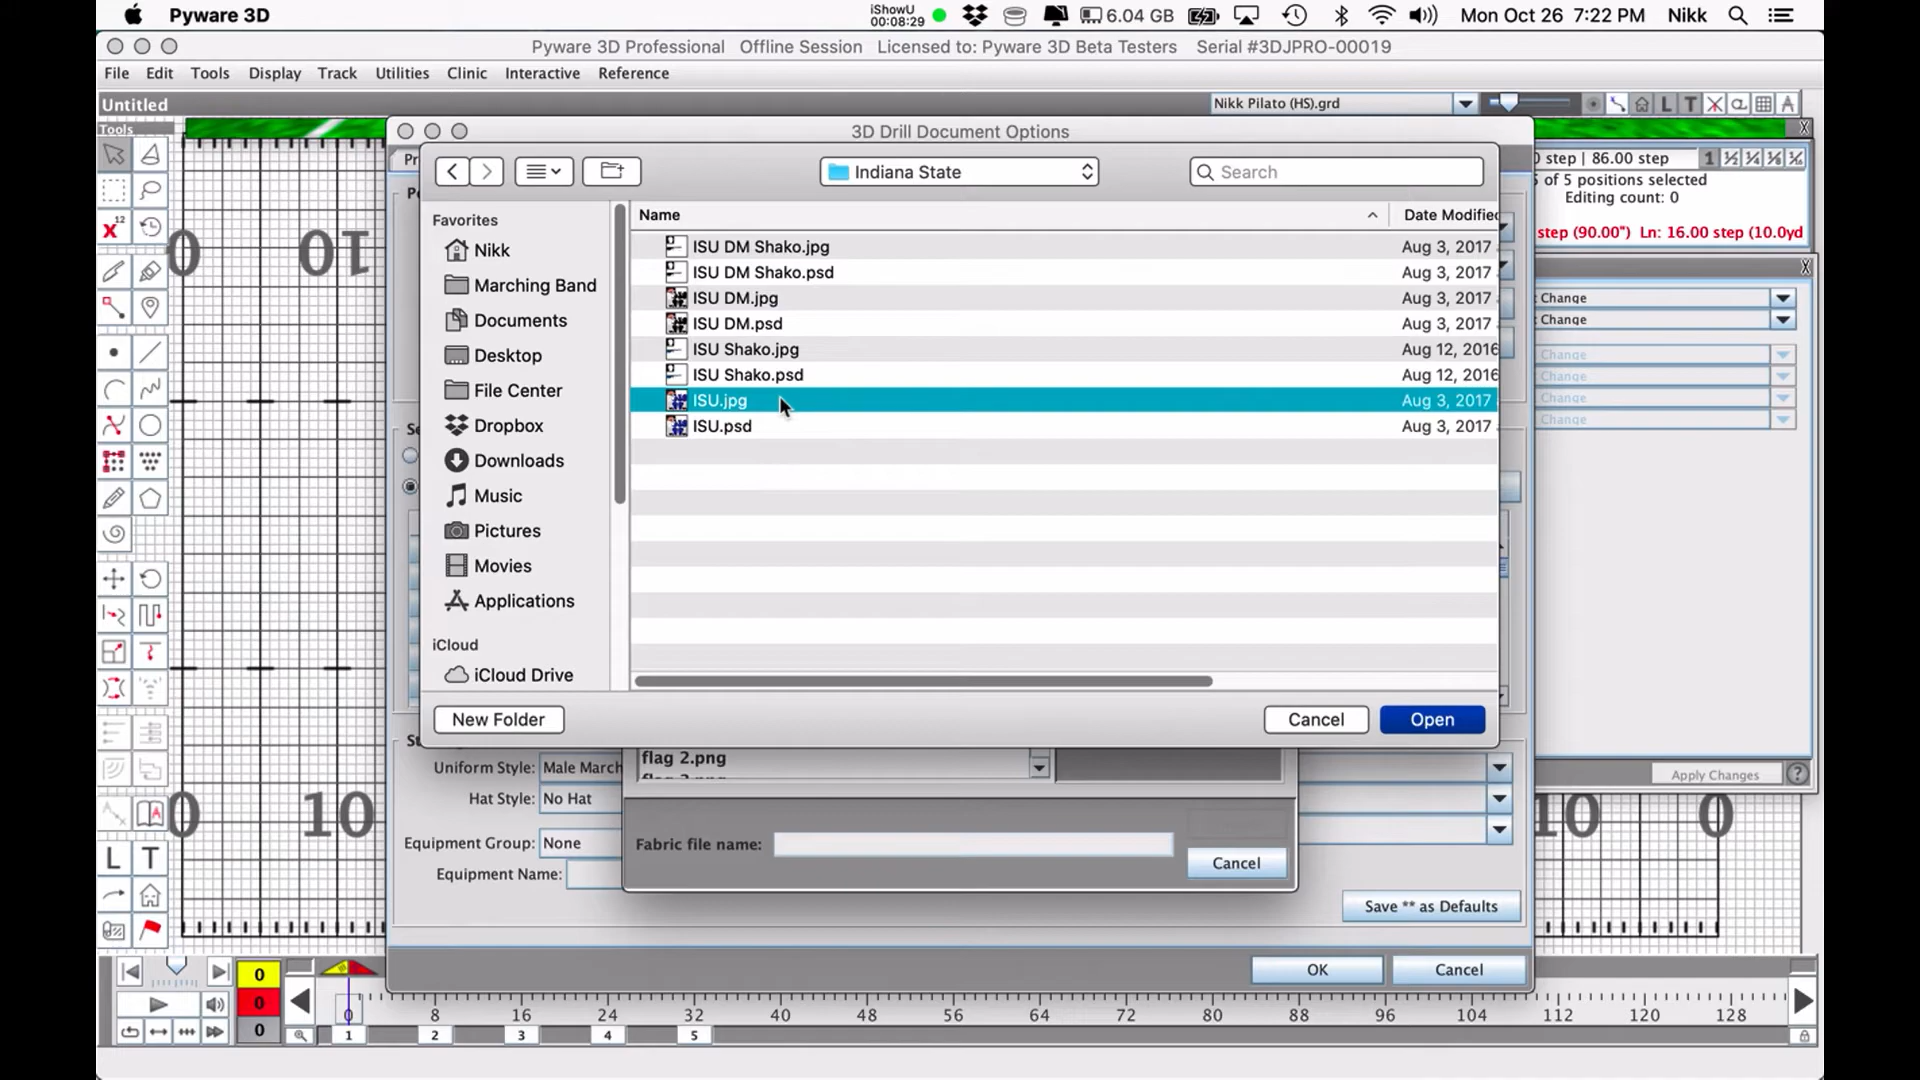 Pyware 3D iShowU 00:08:29 6.04 GB Mon Oct 26 7:22 PM Nikk
Pyware 3D Professional Offline Session Licensed to: Pyware 3D Beta Testers Serial #3DJPRO-00019
File Edit Tools Display Track Utilities Clinic Interactive Reference
Untitled Nikk Pilato (HS).grd
Tools
3D Drill Document Options
0 step | 86.00 step
5 of 5 positions selected
Editing count: 0
step (90.00") Ln: 16.00 step (10.0yd
Indiana State Search
Favorites
Nikk
Marching Band
Documents
Desktop
File Center
Dropbox
Downloads
Music
Pictures
Movies
Applications
iCloud
iCloud Drive
Name Date Modified
ISU DM Shako.jpg Aug 3, 2017
ISU DM Shako.psd Aug 3, 2017
ISU DM.jpg Aug 3, 2017
ISU DM.psd Aug 3, 2017
ISU Shako.jpg Aug 12, 2016
ISU Shako.psd Aug 12, 2016
ISU.jpg Aug 3, 2017
ISU.psd Aug 3, 2017
Change
Change
Change
Change
Change
Change
New Folder Cancel Open
flag 2.png
Uniform Style: Male March
Hat Style: No Hat
Equipment Group: None
Equipment Name:
Fabric file name:
Cancel
Apply Changes ?
Save ** as Defaults
OK Cancel
0 10 10 0
0 0 0
0 8 16 24 32 40 48 56 64 72 80 88 96 104 112 120 128
1 2 3 4 5